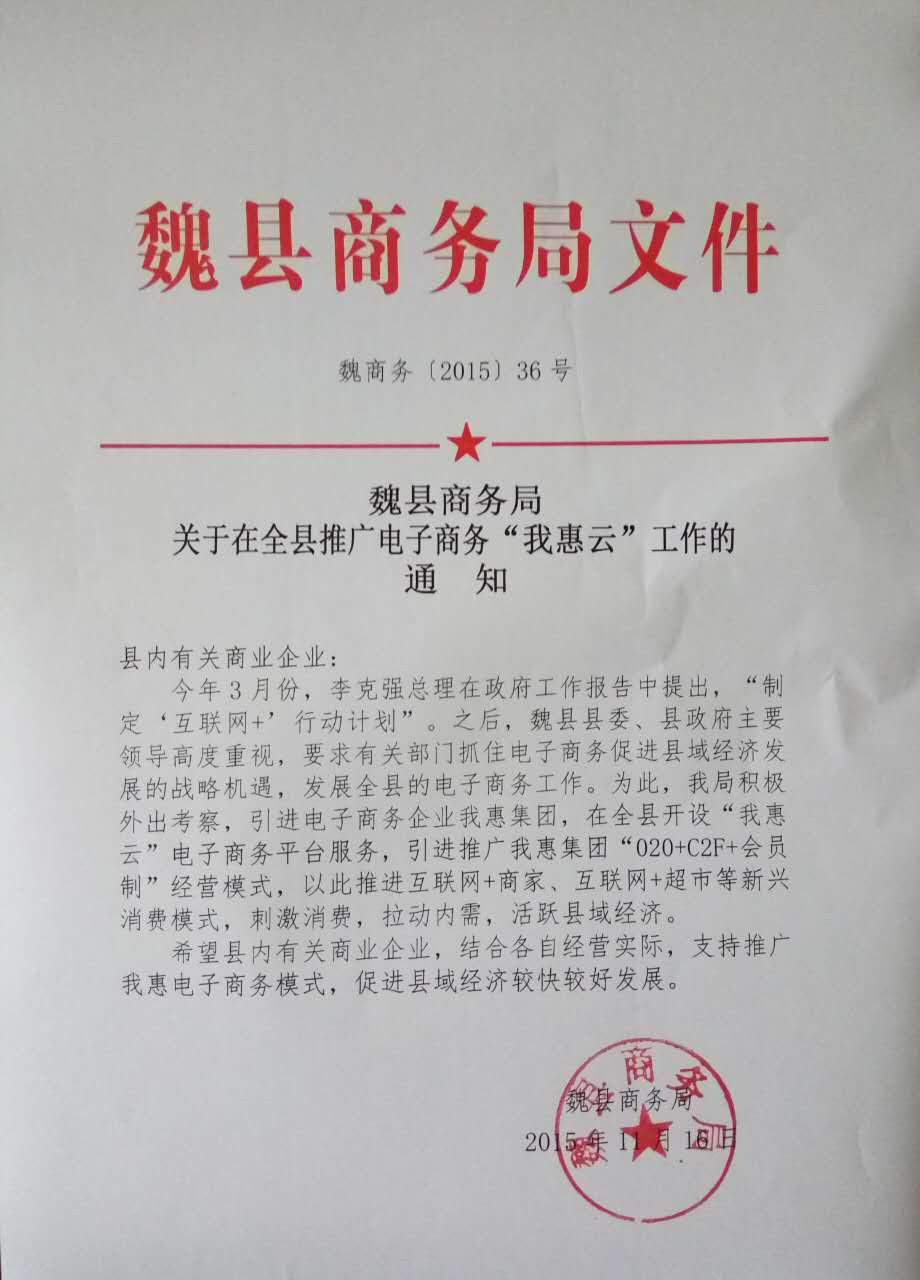 魏县商务局文件
魏商务〔2015〕36 号
魏县商务局
关于在全县推广电子商务“我惠云”工作的
通 知
县内有关商业企业：
今年3月份，李克强总理在政府工作报告中提出，“制
定‘互联网+’行动计划”。之后，魏县县委、县政府主要
领导高度重视，要求有关部门抓住电子商务促进县域经济发
展的战略机遇，发展全县的电子商务工作。为此，我局积极
外出考察，引进电子商务企业我惠集团，在全县开设“我惠
云”电子商务平台服务，引进推广我惠集团“O2O+C2F+会员
制”经营模式，以此推进互联网+商家、互联网+超市等新兴
消费模式，刺激消费，拉动内需，活跃县域经济。
希望县内有关商业企业，结合各自经营实际，支持推广
我惠电子商务模式，促进县域经济较快较好发展。
魏县商务局
魏县商务局
2015 年 11 月 16 日